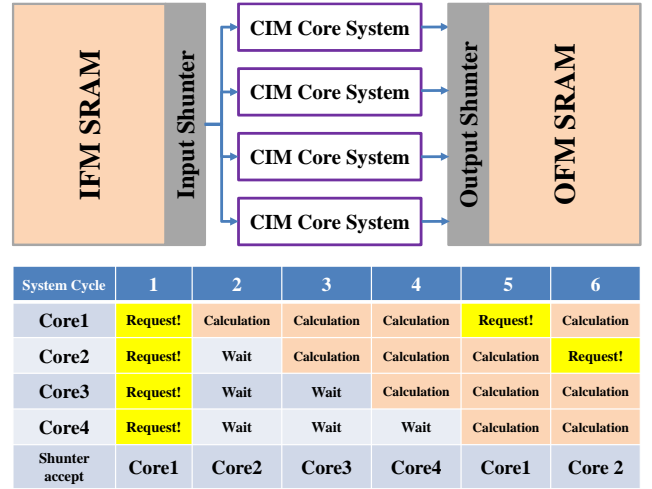 IFM SRAM
Input Shunter
CIM Core System
CIM Core System
CIM Core System
CIM Core System
Output Shunter
OFM SRAM
System Cycle 1 2 3 4 5 6
Core1 Request! Calculation Calculation Calculation Request! Calculation
Core2 Request! Wait Calculation Calculation Calculation Request!
Core3 Request! Wait Wait Calculation Calculation Calculation
Core4 Request! Wait Wait Wait Calculation Calculation
Shunter
accept Core1 Core2 Core3 Core4 Core1 Core 2